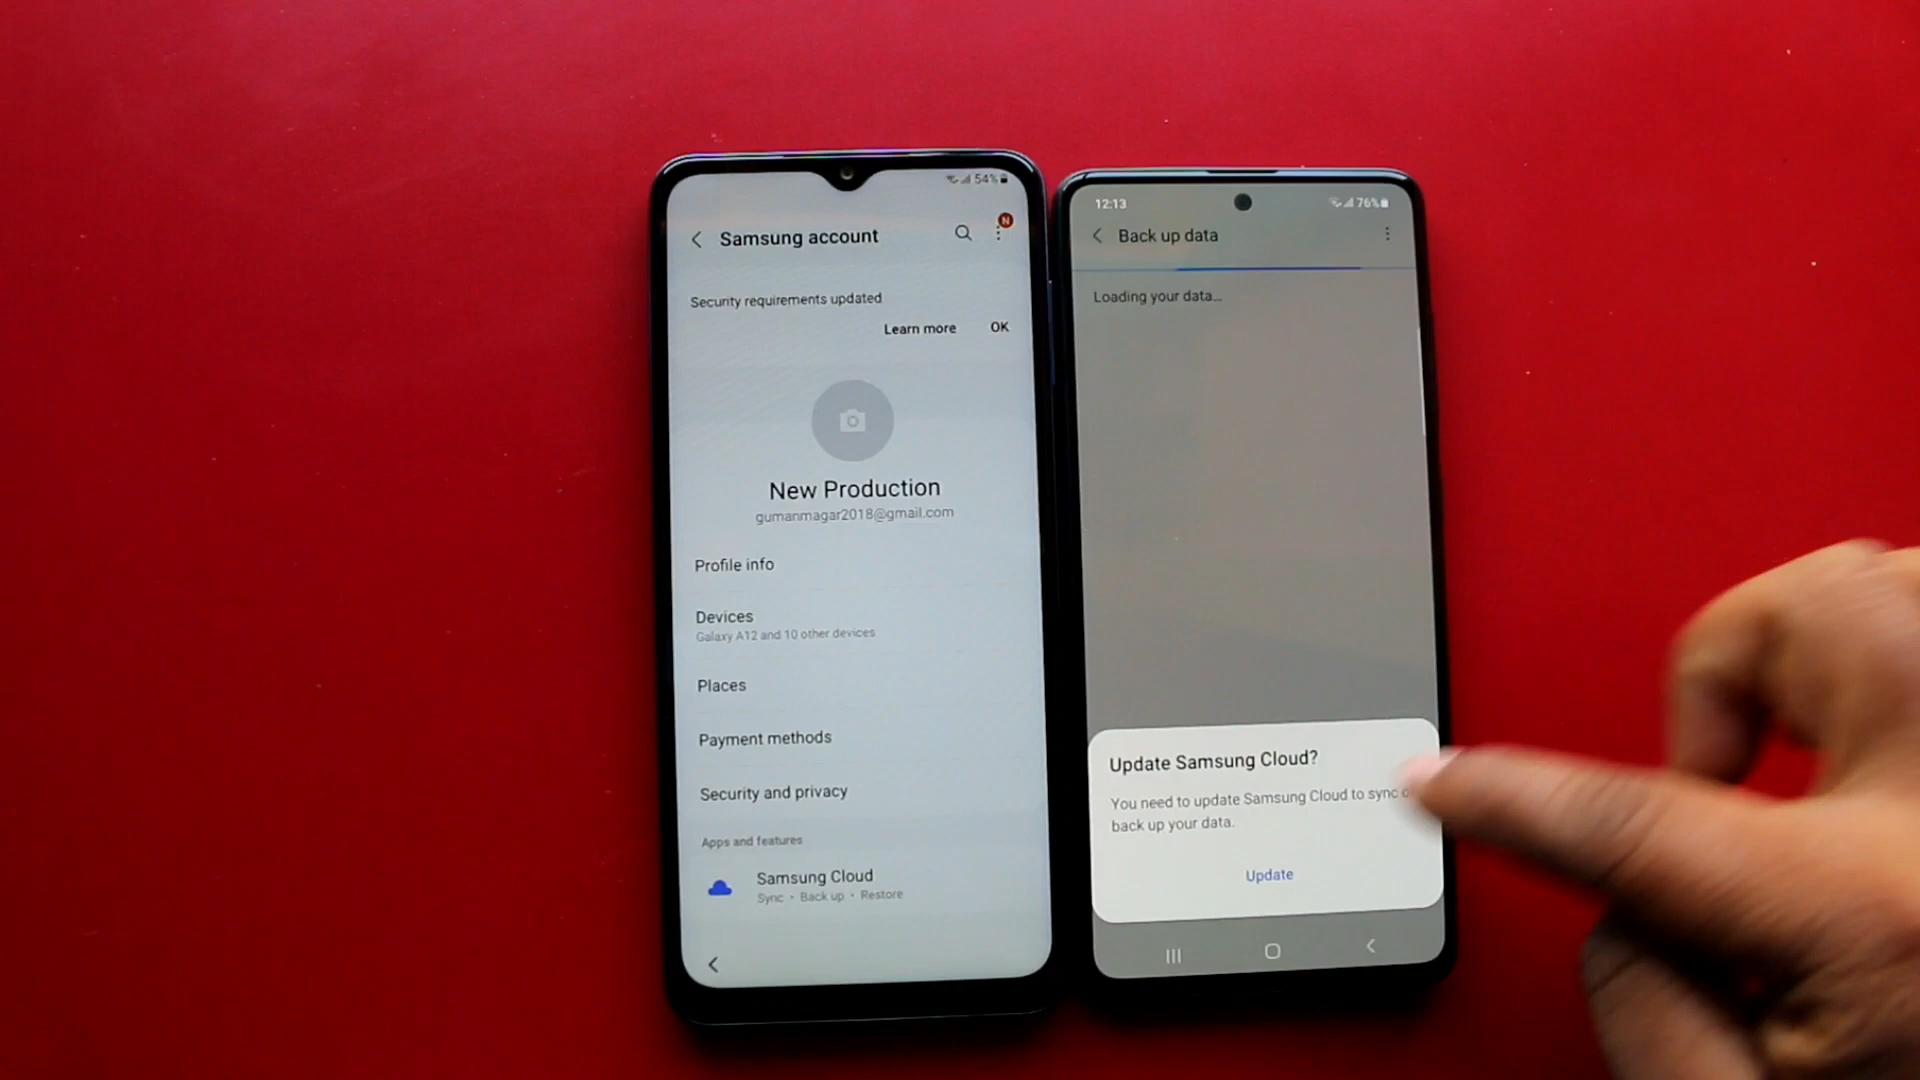 54%
Samsung account
N
Security requirements updated
Learn more
OK
New Production
gumanmagar2018@gmail.com
Profile info
Devices
Galaxy A12 and 10 other devices
Places
Payment methods
Security and privacy
Apps and features
Samsung Cloud
Sync • Back up • Restore
12:13
76%
Back up data
Loading your data...
Update Samsung Cloud?
You need to update Samsung Cloud to sync
back up your data.
Update